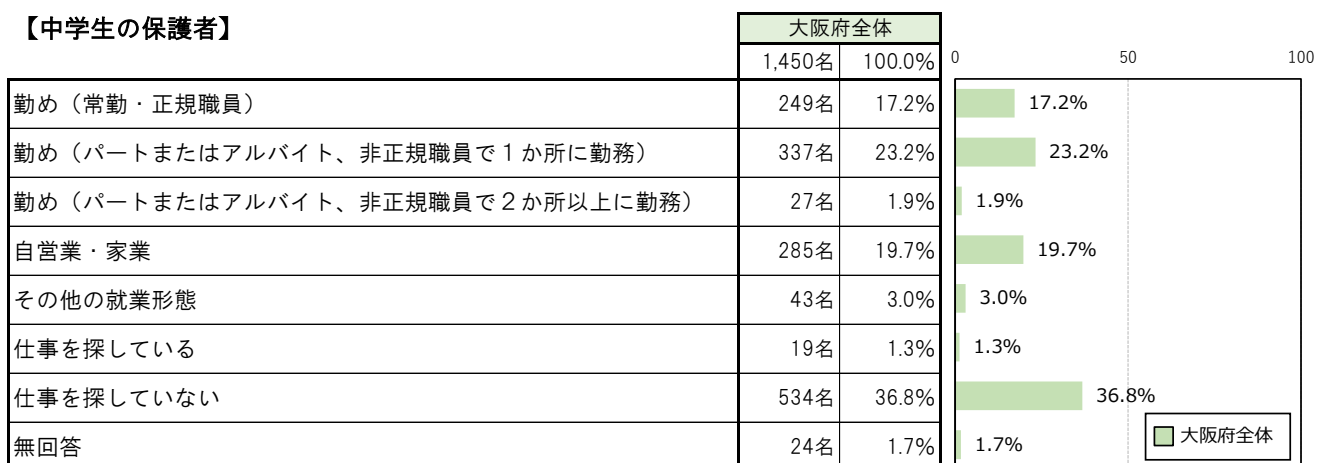 【中学生の保護者】
大阪府全体
1,450名 100.0%
0 50 100
勤め（常勤・正規職員） 249名 17.2% 17.2%
勤め（パートまたはアルバイト、非正規職員で１か所に勤務） 337名 23.2% 23.2%
勤め（パートまたはアルバイト、非正規職員で２か所以上に勤務） 27名 1.9% 1.9%
自営業・家業 285名 19.7% 19.7%
その他の就業形態 43名 3.0% 3.0%
仕事を探している 19名 1.3% 1.3%
仕事を探していない 534名 36.8% 36.8%
無回答 24名 1.7% 1.7%
大阪府全体